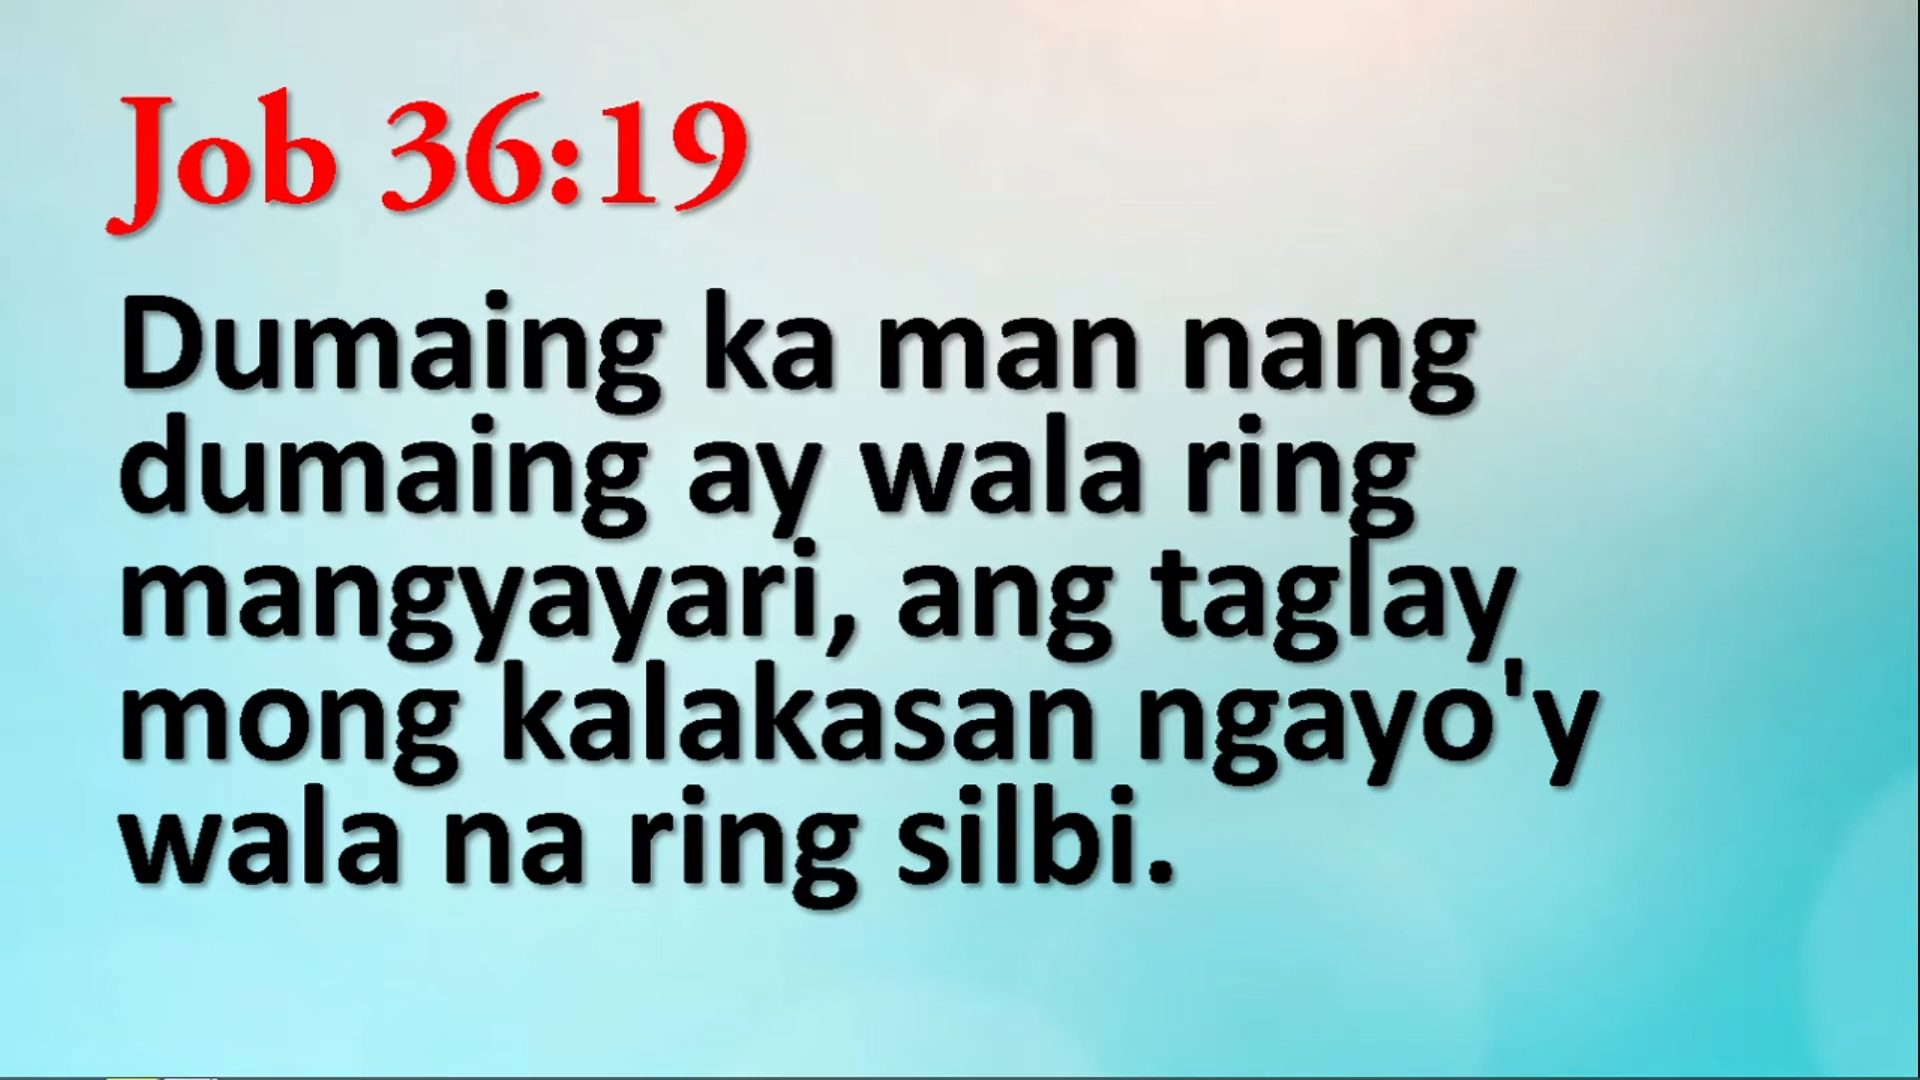 Job 36:19
Dumaing ka man nang
dumaing ay wala ring
mangyayari, ang taglay
mong kalakasan ngayo'y
wala na ring silbi.